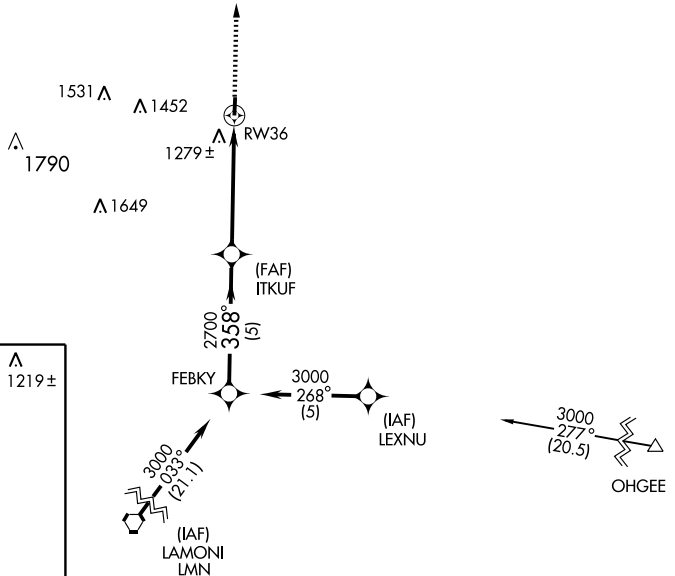 1531
1452
RW36
1279 ±
1790
1649
(FAF)
ITKUF
2700
358°
(5)
1219 ±
FEBKY
3000
268°
(5)
(IAF)
LEXNU
3000
277°
(20.5)
OHGEE
3000
033°
(21.1)
(IAF)
LAMONI
LMN